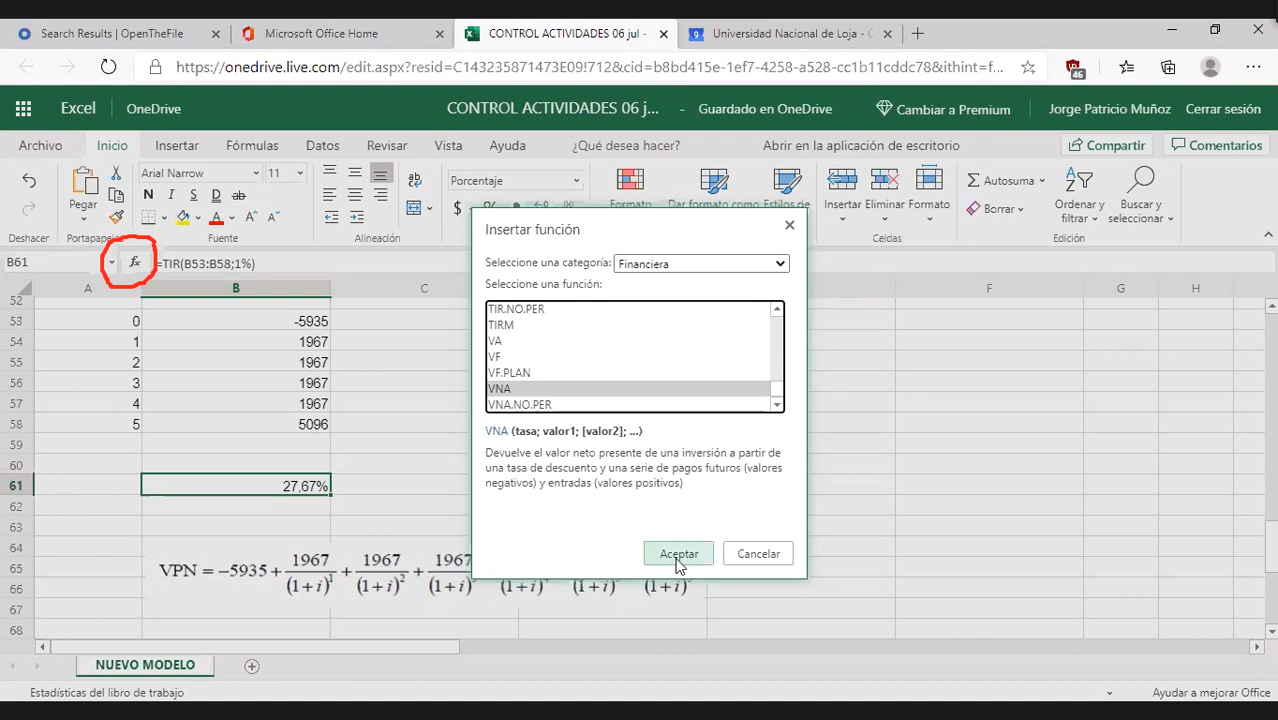 Search Results | OpenTheFile
Microsoft Office Home
CONTROL ACTIVIDADES 06 jul -
Universidad Nacional de Loja - C
https://onedrive.live.com/edit.aspx?resid=C143235871473E09!712&cid=b8bd415e-1ef7-4258-a528-cc1b11cddc78&ithint=f...
46
Excel
OneDrive
CONTROL ACTIVIDADES 06 j... - Guardado en OneDrive
Cambiar a Premium
Jorge Patricio Muñoz
Cerrar sesión
Archivo Inicio Insertar Fórmulas Datos Revisar Vista Ayuda ¿Qué desea hacer? Abrir en la aplicación de escritorio Compartir Comentarios
Arial Narrow 11
Porcentaje
Autosuma
Pegar
N K S D ab
$ %
Formato
Dar formato como
Estilos de
Insertar Eliminar Formato
Borrar
Ordenar y
filtrar
Buscar y
seleccionar
Deshacer Portapapeles Fuente Alineación Celdas Edición
B61 fx =TIR(B53:B58;1%)
A B C F G H
52
53 0 -5935
54 1 1967
55 2 1967
56 3 1967
57 4 1967
58 5 5096
59
60
61 27,67%
62
63
64
65
66
67
68
VPN = -5935 + 1967/(1+i)^1 + 1967/(1+i)^2 + 1967/(1+i)
(1+i) (1+i)
Insertar función
Seleccione una categoría: Financiera
Seleccione una función:
TIR.NO.PER
TIRM
VA
VF
VF.PLAN
VNA
VNA.NO.PER
VNA (tasa; valor1; [valor2]; ...)
Devuelve el valor neto presente de una inversión a partir de
una tasa de descuento y una serie de pagos futuros (valores
negativos) y entradas (valores positivos)
Aceptar Cancelar
NUEVO MODELO
Estadísticas del libro de trabajo
Ayudar a mejorar Office